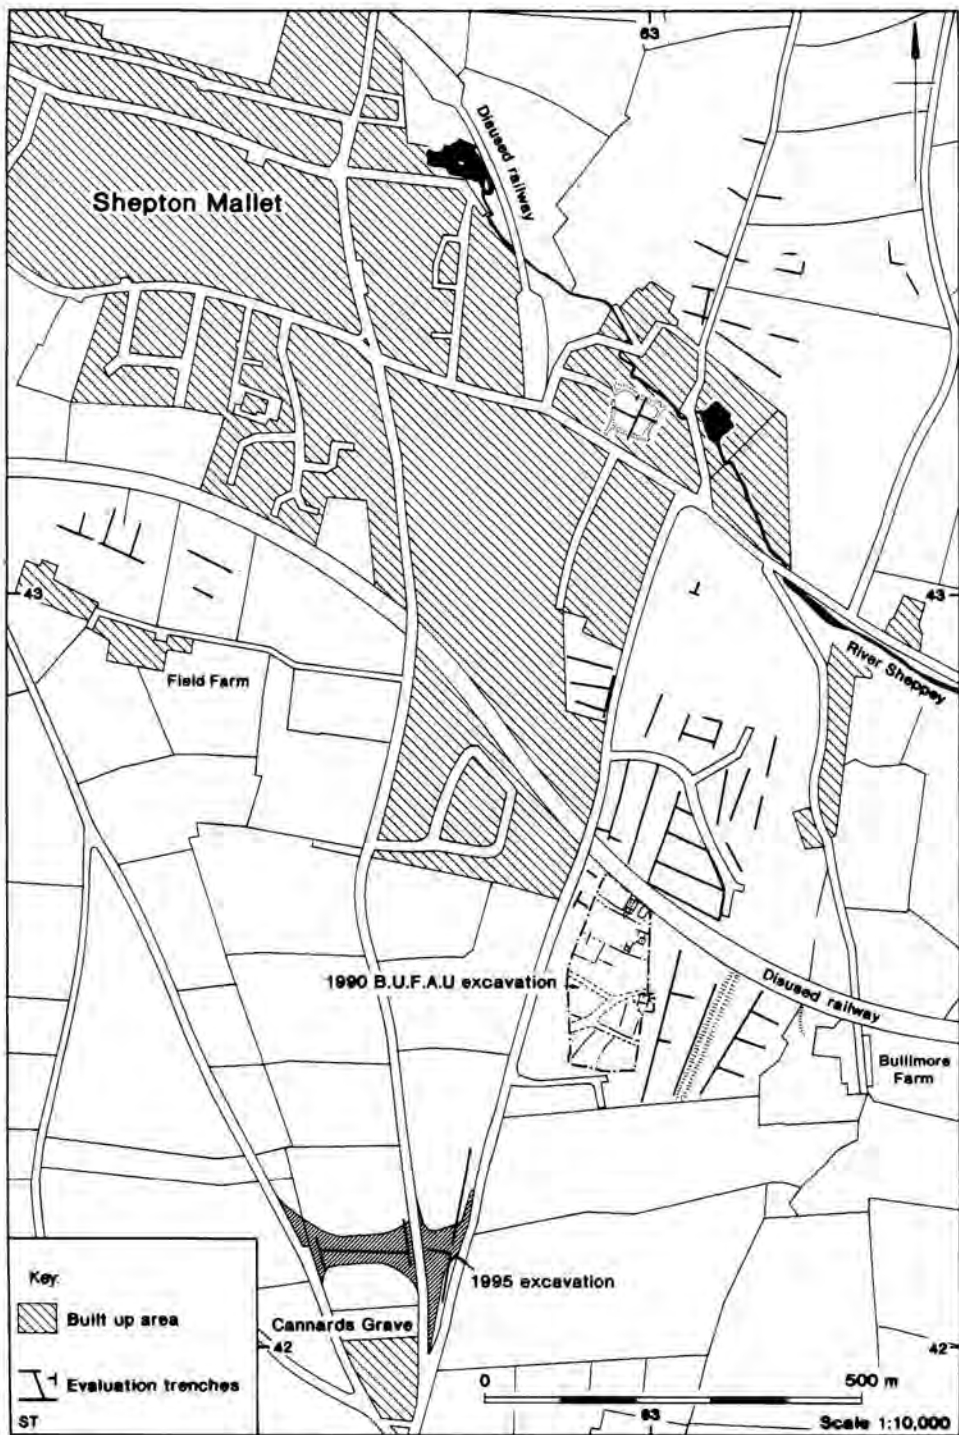 63
Disused railway
Shepton Mallet
43
43
River Sheppey
Field Farm
1990 B.U.F.A.U excavation
Disused railway
Bullimore
Farm
1995 excavation
Key:
Built up area
Cannards Grave
42
42
Evaluation trenches
0
500 m
63
ST
Scale 1:10,000